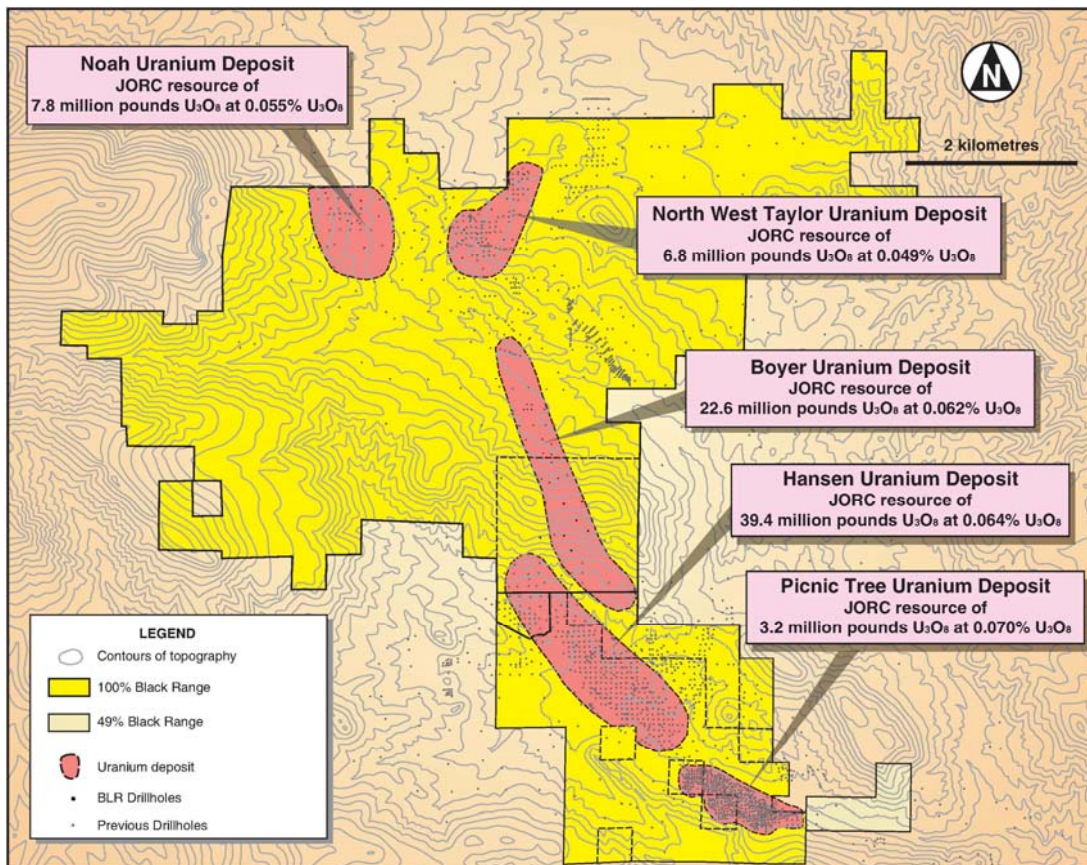 Noah Uranium Deposit
JORC resource of
7.8 million pounds U₃O₈ at 0.055% U₃O₈
N
2 kilometres
North West Taylor Uranium Deposit
JORC resource of
6.8 million pounds U₃O₈ at 0.049% U₃O₈
Boyer Uranium Deposit
JORC resource of
22.6 million pounds U₃O₈ at 0.062% U₃O₈
Hansen Uranium Deposit
JORC resource of
39.4 million pounds U₃O₈ at 0.064% U₃O₈
Picnic Tree Uranium Deposit
JORC resource of
3.2 million pounds U₃O₈ at 0.070% U₃O₈
LEGEND
Contours of topography
100% Black Range
49% Black Range
Uranium deposit
BLR Drillholes
Previous Drillholes